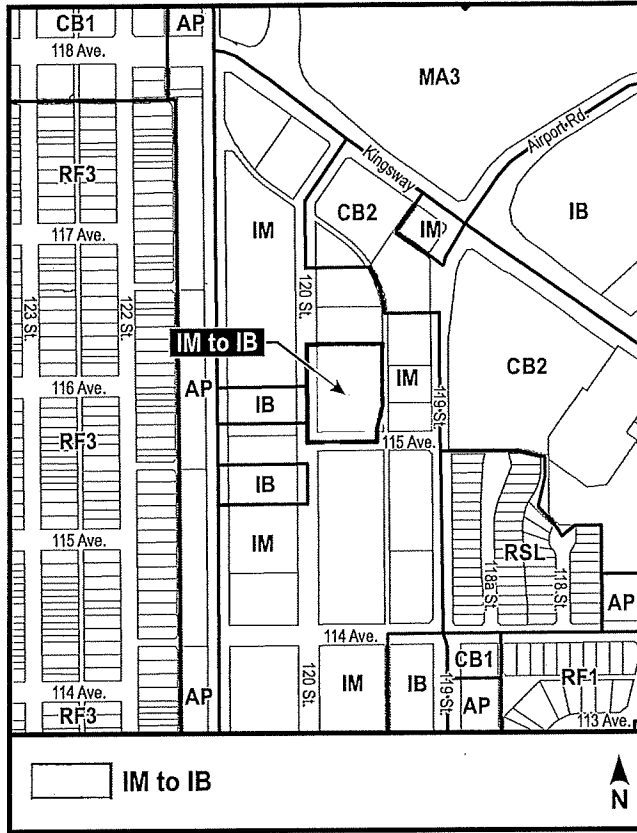 CB1
AP
118 Ave.
MA3
Airport Rd.
Kingsway
RF3
IM
CB2
IM
IB
117 Ave.
123 St.
122 St.
120 St.
IM to IB
CB2
IM
AP
119 St.
116 Ave.
IB
RF3
115 Ave.
IB
115 Ave.
IM
RSL
118a St.
118 St.
AP
114 Ave.
CB1
120 St.
IM
IB
119 St.
RF1
114 Ave.
AP
AP
RF3
113 Ave.
IM to IB
N